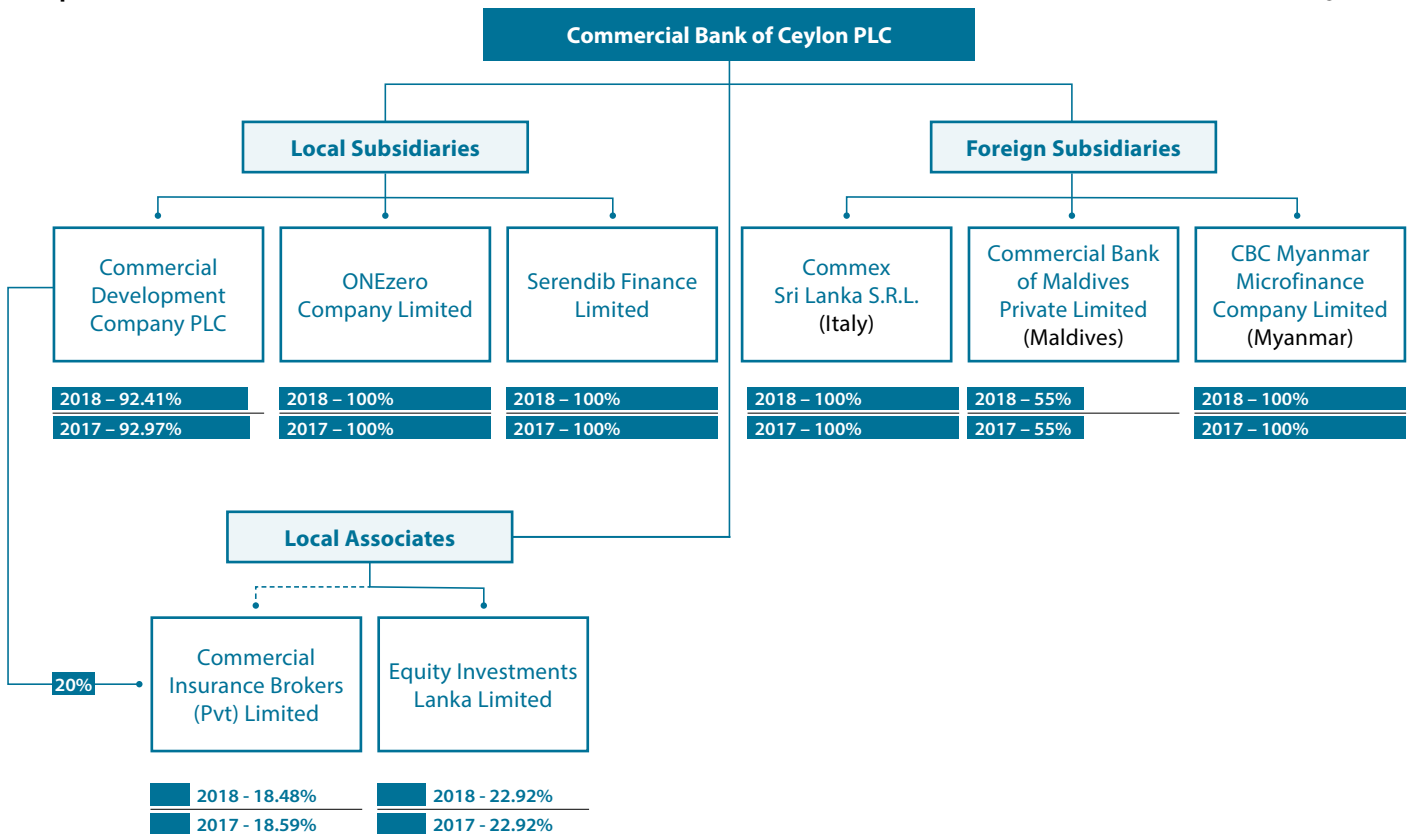 Commercial Bank of Ceylon PLC
Local Subsidiaries
Foreign Subsidiaries
Commercial
Development
Company PLC
ONEzero
Company Limited
Serendib Finance
Limited
Commex
Sri Lanka S.R.L.
(Italy)
Commercial Bank
of Maldives
Private Limited
(Maldives)
CBC Myanmar
Microfinance
Company Limited
(Myanmar)
2018 – 92.41%
2017 – 92.97%
2018 – 100%
2017 – 100%
2018 – 100%
2017 – 100%
2018 – 100%
2017 – 100%
2018 – 55%
2017 – 55%
2018 – 100%
2017 – 100%
Local Associates
20%
Commercial
Insurance Brokers
(Pvt) Limited
Equity Investments
Lanka Limited
2018 - 18.48%
2017 - 18.59%
2018 - 22.92%
2017 - 22.92%